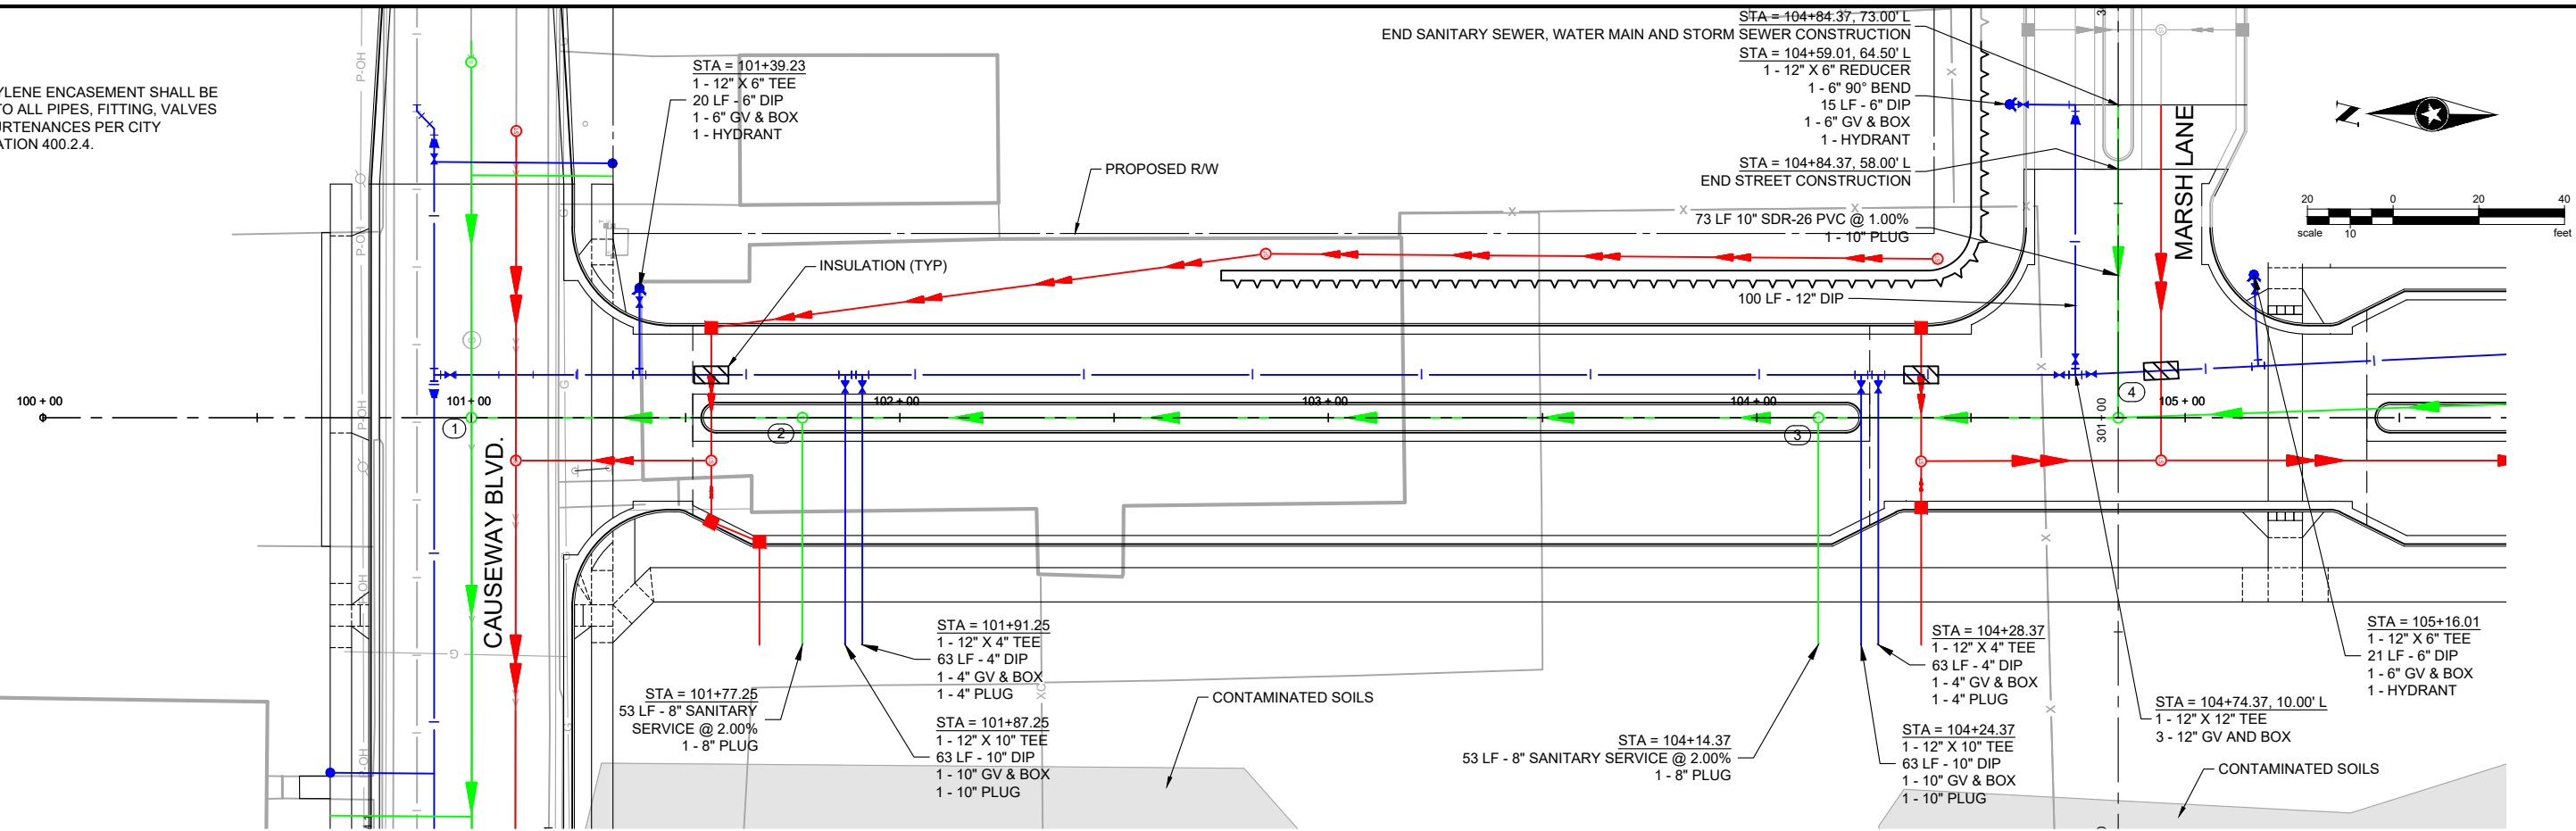 YLENE ENCASEMENT SHALL BE
TO ALL PIPES, FITTING, VALVES
URTENANCES PER CITY
ATION 400.2.4.
STA = 101+39.23
1 - 12" X 6" TEE
20 LF - 6" DIP
1 - 6" GV & BOX
1 - HYDRANT
PROPOSED R/W
INSULATION (TYP)
STA = 104+84.37, 73.00' L
END SANITARY SEWER, WATER MAIN AND STORM SEWER CONSTRUCTION
STA = 104+59.01, 64.50' L
1 - 12" X 6" REDUCER
1 - 6" 90° BEND
15 LF - 6" DIP
1 - 6" GV & BOX
1 - HYDRANT
STA = 104+84.37, 58.00' L
END STREET CONSTRUCTION
73 LF 10" SDR-26 PVC @ 1.00%
1 - 10" PLUG
100 LF - 12" DIP
MARSH LANE
N
20 0 20 40
scale 10 feet
P-OH
P-OH
P-OH
P-OH
P-OH
100 + 00
101 + 00
102 + 00
103 + 00
104 + 00
105 + 00
301 + 00
1
2
3
4
CAUSEWAY BLVD.
STA = 101+77.25
53 LF - 8" SANITARY
SERVICE @ 2.00%
1 - 8" PLUG
STA = 101+91.25
1 - 12" X 4" TEE
63 LF - 4" DIP
1 - 4" GV & BOX
1 - 4" PLUG
STA = 101+87.25
1 - 12" X 10" TEE
63 LF - 10" DIP
1 - 10" GV & BOX
1 - 10" PLUG
CONTAMINATED SOILS
STA = 104+14.37
53 LF - 8" SANITARY SERVICE @ 2.00%
1 - 8" PLUG
STA = 104+28.37
1 - 12" X 4" TEE
63 LF - 4" DIP
1 - 4" GV & BOX
1 - 4" PLUG
STA = 104+24.37
1 - 12" X 10" TEE
63 LF - 10" DIP
1 - 10" GV & BOX
1 - 10" PLUG
STA = 104+74.37, 10.00' L
1 - 12" X 12" TEE
3 - 12" GV AND BOX
STA = 105+16.01
1 - 12" X 6" TEE
21 LF - 6" DIP
1 - 6" GV & BOX
1 - HYDRANT
CONTAMINATED SOILS